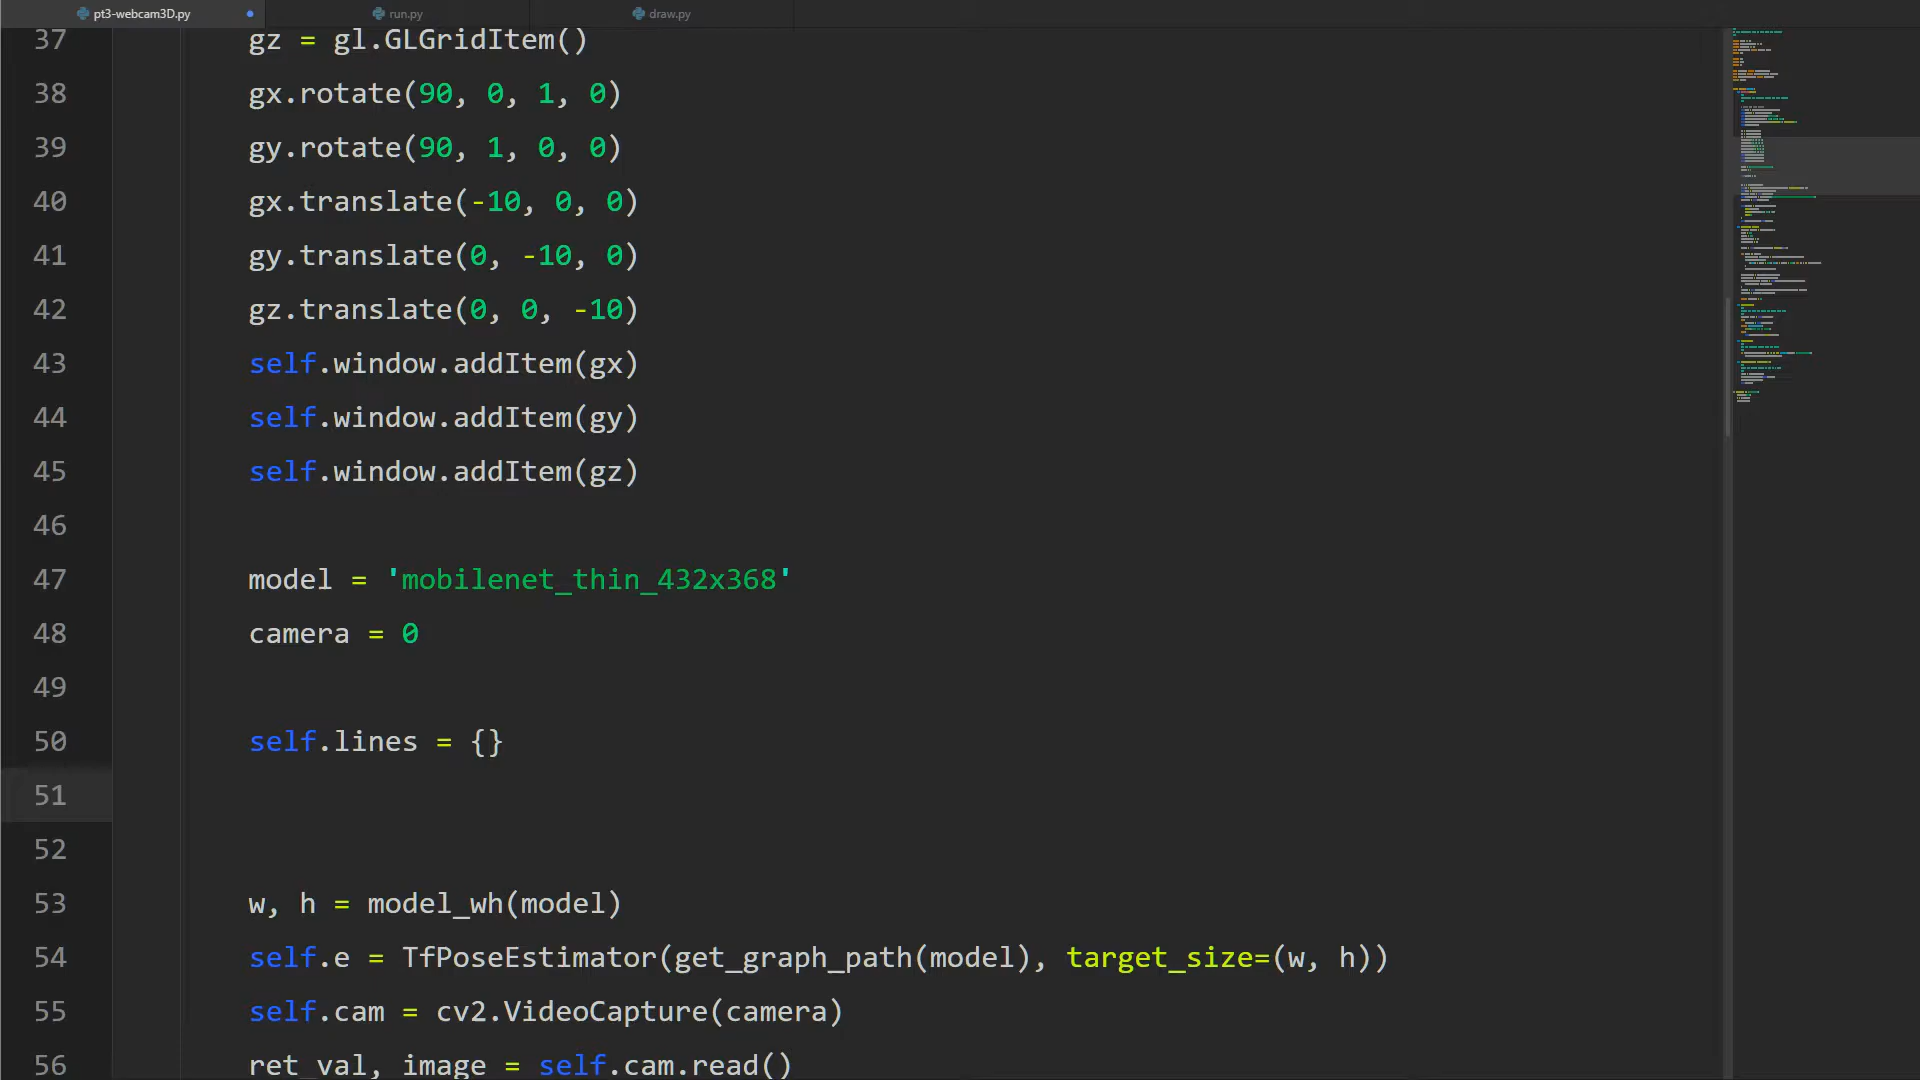 pt3-webcam3D.py run.py draw.py
37 gz = gl.GLGridItem()
38 gx.rotate(90, 0, 1, 0)
39 gy.rotate(90, 1, 0, 0)
40 gx.translate(-10, 0, 0)
41 gy.translate(0, -10, 0)
42 gz.translate(0, 0, -10)
43 self.window.addItem(gx)
44 self.window.addItem(gy)
45 self.window.addItem(gz)
46
47 model = 'mobilenet_thin_432x368'
48 camera = 0
49
50 self.lines = {}
51
52
53 w, h = model_wh(model)
54 self.e = TfPoseEstimator(get_graph_path(model), target_size=(w, h))
55 self.cam = cv2.VideoCapture(camera)
56 ret_val, image = self.cam.read()